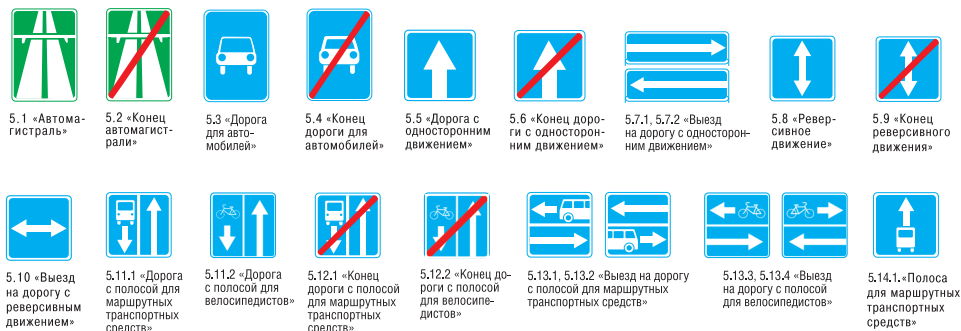 5.1 «Автома-
гистраль»
5.2 «Конец
автомагист-
рали»
5.3 «Дорога
для авто-
мобилей»
5.4 «Конец
дороги для
автомобилей»
5.5 «Дорога с
односторонним
движением»
5.6 «Конец доро-
ги с односторон-
ним движением»
5.7.1, 5.7.2 «Выезд
на дорогу с односторон-
ним движением»
5.8 «Ревер-
сивное
движение»
5.9 «Конец
реверсивного
движения»
5.10 «Выезд
на дорогу с
реверсивным
движением»
5.11.1 «Дорога
с полосой для
маршрутных
транспортных
средств»
5.11.2 «Дорога
с полосой для
велосипедистов»
5.12.1 «Конец
дороги с полосой
для маршрутных
транспортных
средств»
5.12.2 «Конец до-
роги с полосой
для велосипе-
дистов»
5.13.1, 5.13.2 «Выезд на дорогу
с полосой для маршрутных
транспортных средств»
5.13.3, 5.13.4 «Выезд
на дорогу с полосой
для велосипедистов»
5.14.1.«Полоса
для маршрутных
транспортных
средств»